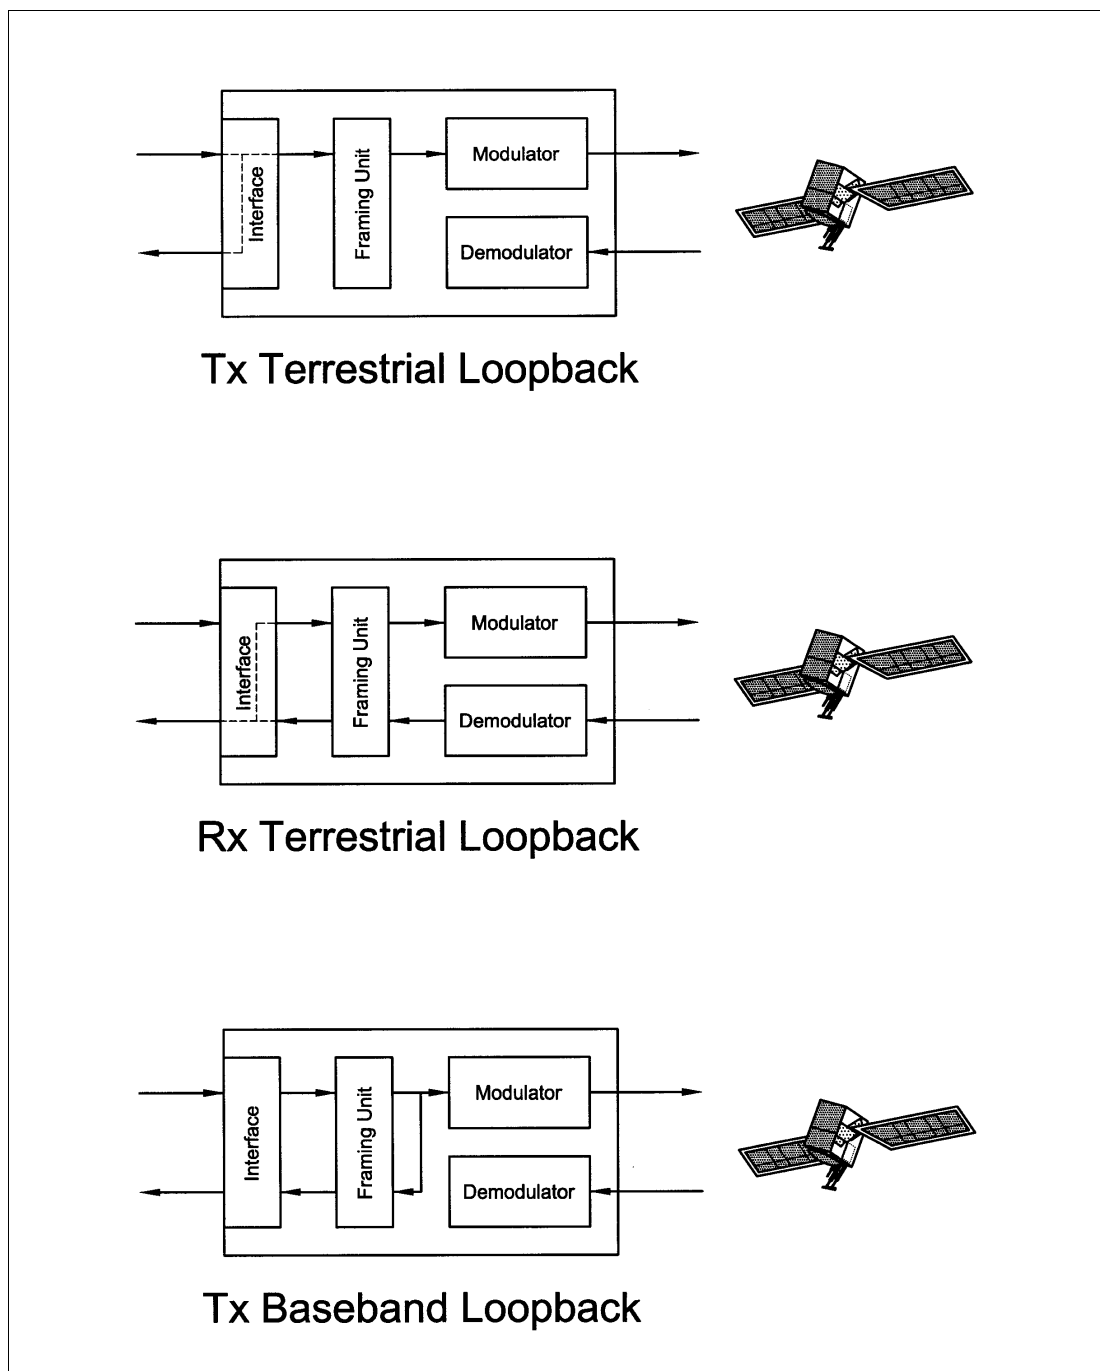 Interface
Framing Unit
Modulator
Demodulator
Tx Terrestrial Loopback
Interface
Framing Unit
Modulator
Demodulator
Rx Terrestrial Loopback
Interface
Framing Unit
Modulator
Demodulator
Tx Baseband Loopback